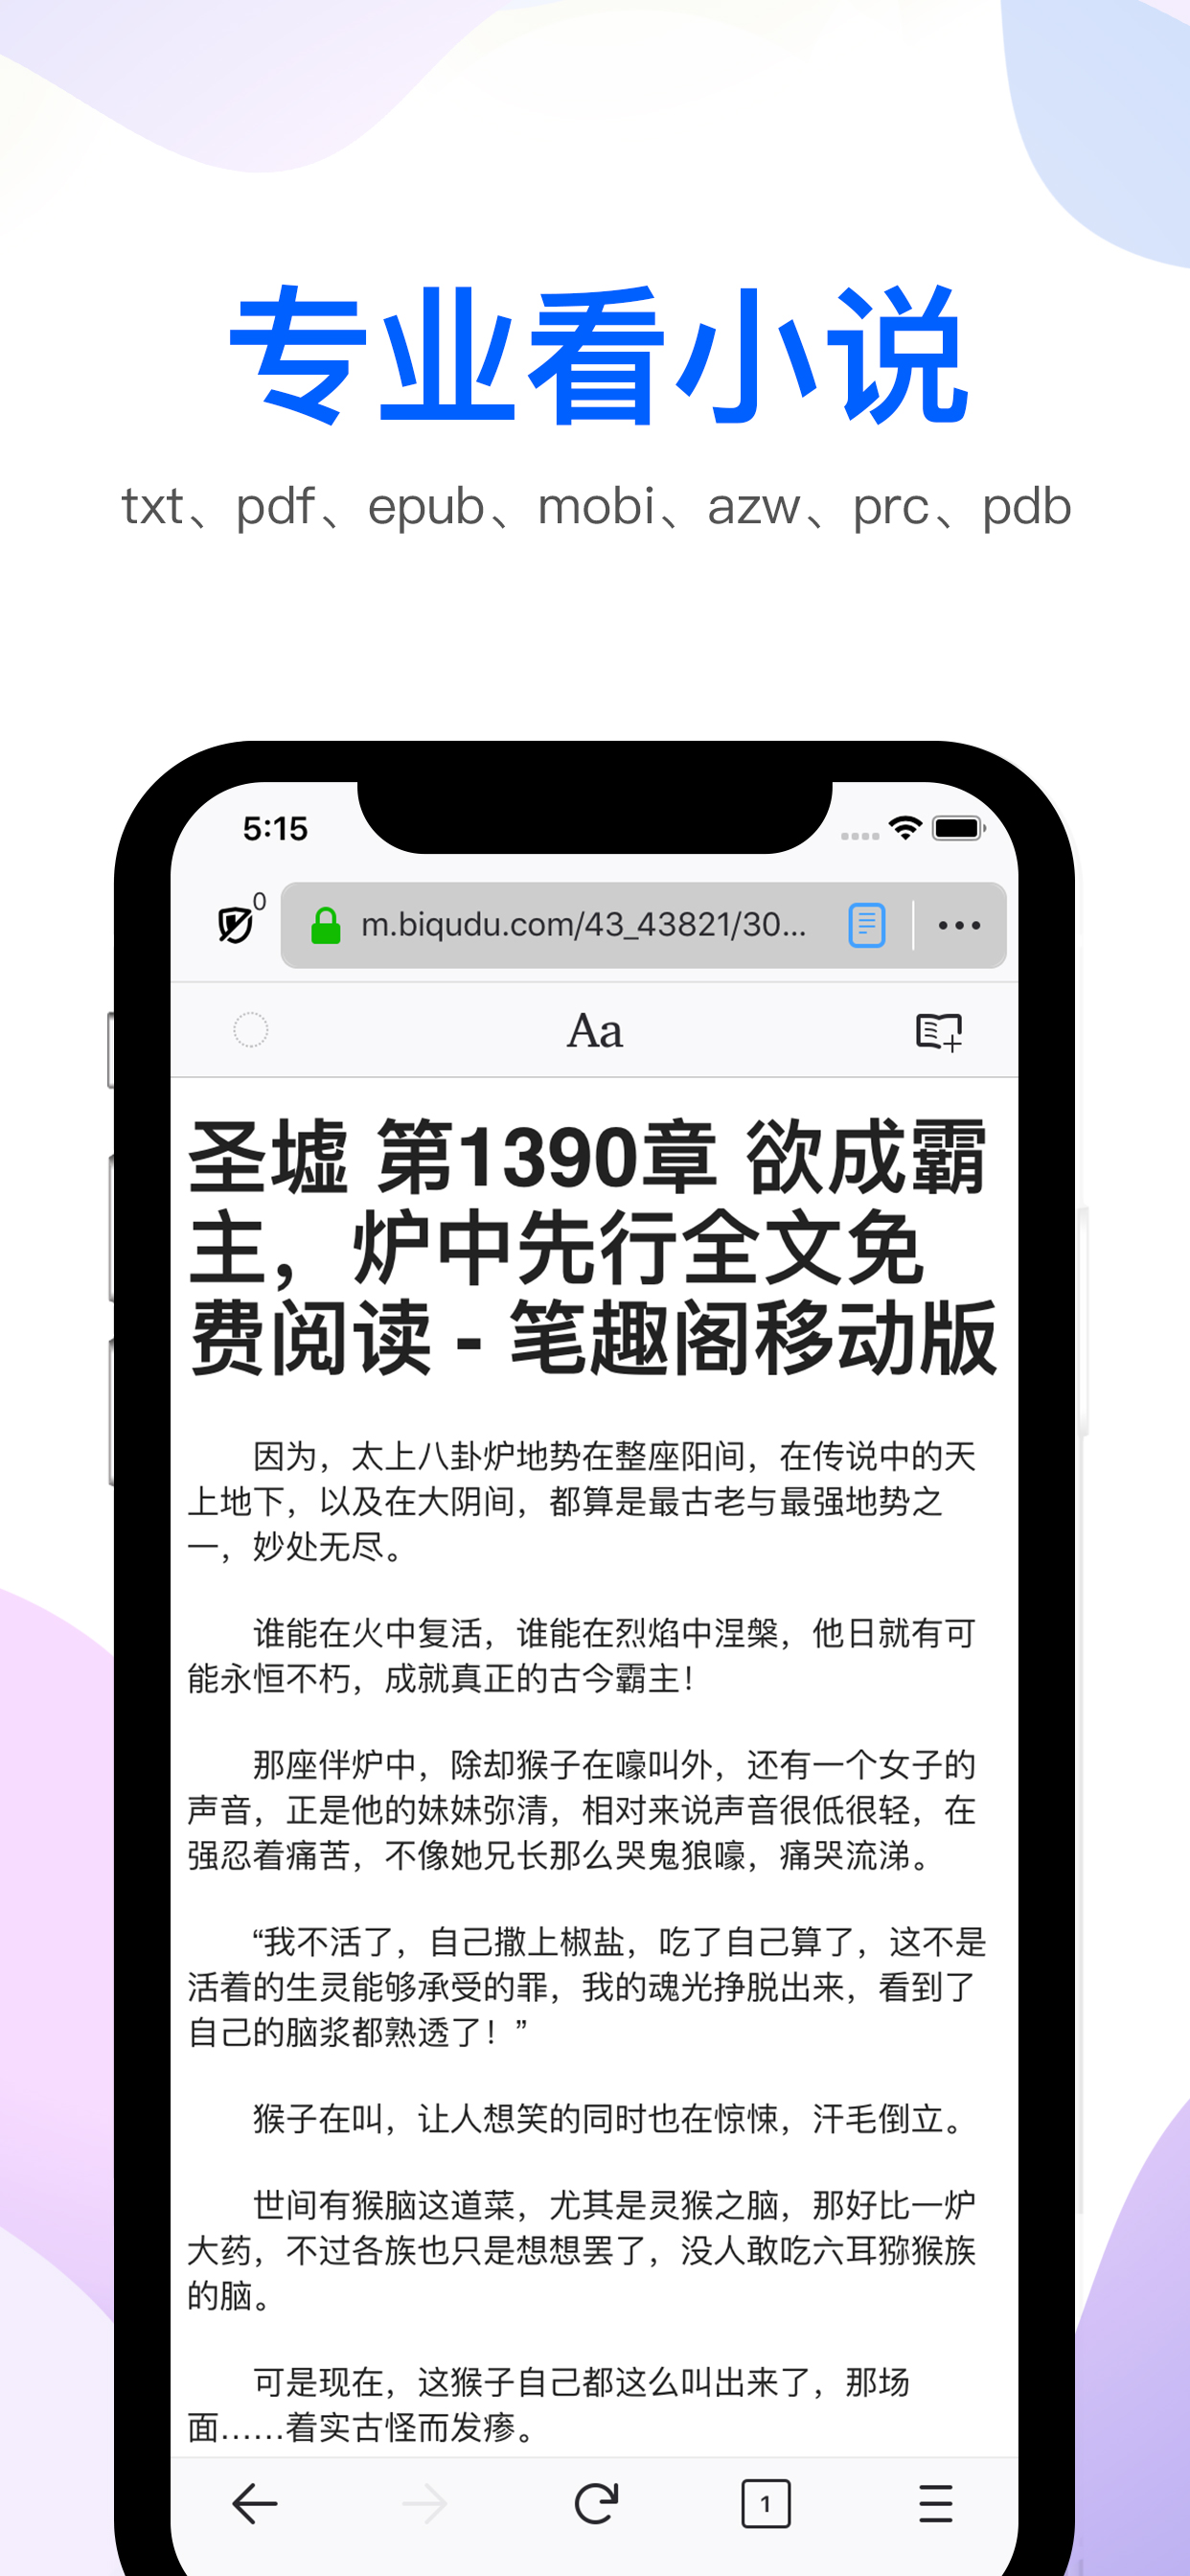 专业看小说
txt、pdf、epub、mobi、azw、prc、pdb
5:15
0
m.biqudu.com/43_43821/30...
Aa
圣墟 第1390章 欲成霸
主，炉中先行全文免
费阅读 - 笔趣阁移动版
因为，太上八卦炉地势在整座阳间，在传说中的天
上地下，以及在大阴间，都算是最古老与最强地势之
一，妙处无尽。
谁能在火中复活，谁能在烈焰中涅槃，他日就有可
能永恒不朽，成就真正的古今霸主！
那座伴炉中，除却猴子在嚎叫外，还有一个女子的
声音，正是他的妹妹弥清，相对来说声音很低很轻，在
强忍着痛苦，不像她兄长那么哭鬼狼嚎，痛哭流涕。
“我不活了，自己撒上椒盐，吃了自己算了，这不是
活着的生灵能够承受的罪，我的魂光挣脱出来，看到了
自己的脑浆都熟透了！”
猴子在叫，让人想笑的同时也在惊悚，汗毛倒立。
世间有猴脑这道菜，尤其是灵猴之脑，那好比一炉
大药，不过各族也只是想想罢了，没人敢吃六耳猕猴族
的脑。
可是现在，这猴子自己都这么叫出来了，那场
面……着实古怪而发瘆。
1